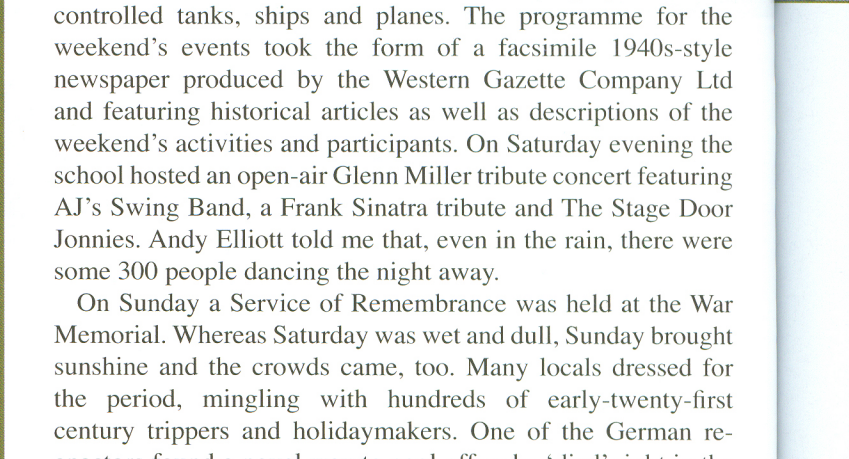 controlled tanks, ships and planes. The programme for the
weekend’s events took the form of a facsimile 1940s-style
newspaper produced by the Western Gazette Company Ltd
and featuring historical articles as well as descriptions of the
weekend’s activities and participants. On Saturday evening the
school hosted an open-air Glenn Miller tribute concert featuring
AJ’s Swing Band, a Frank Sinatra tribute and The Stage Door
Jonnies. Andy Elliott told me that, even in the rain, there were
some 300 people dancing the night away.
On Sunday a Service of Remembrance was held at the War
Memorial. Whereas Saturday was wet and dull, Sunday brought
sunshine and the crowds came, too. Many locals dressed for
the period, mingling with hundreds of early-twenty-first
century trippers and holidaymakers. One of the German re-